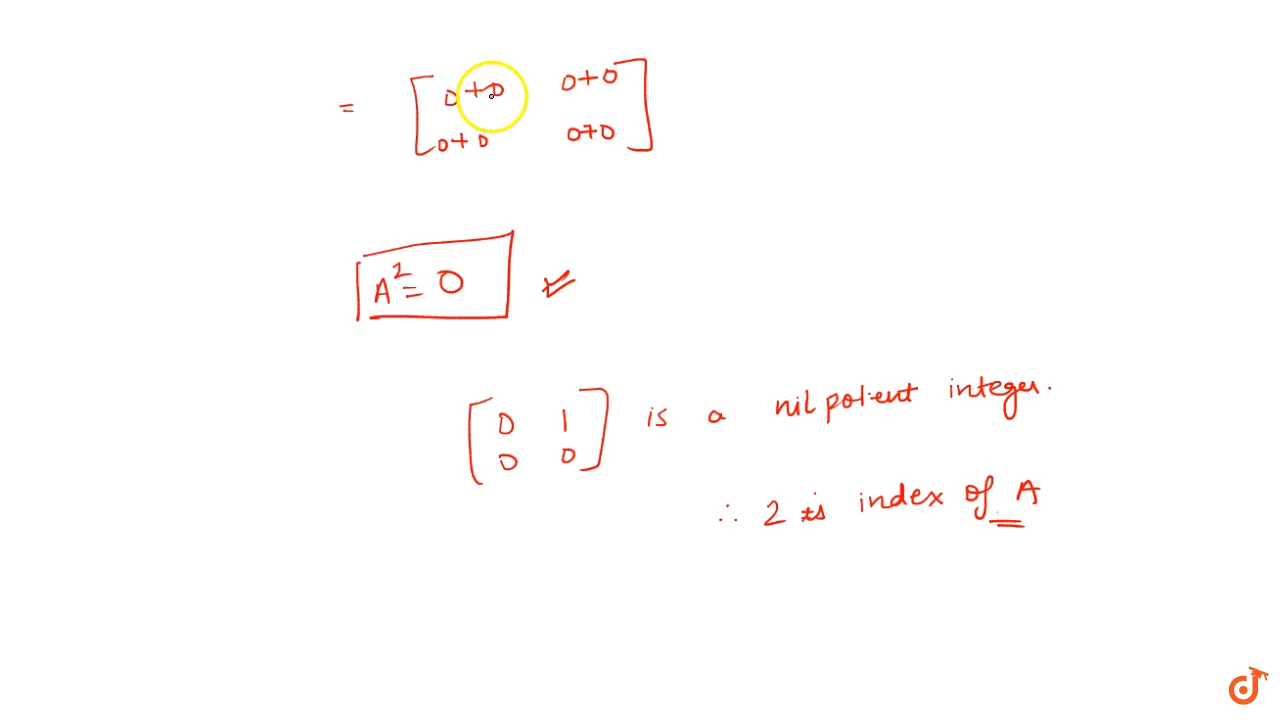 = [ 0+0 0+0
0+0 0+0 ]
A² = 0
[ 0 1
0 0 ] is a nilpotent integer.
∴ 2 is index of A